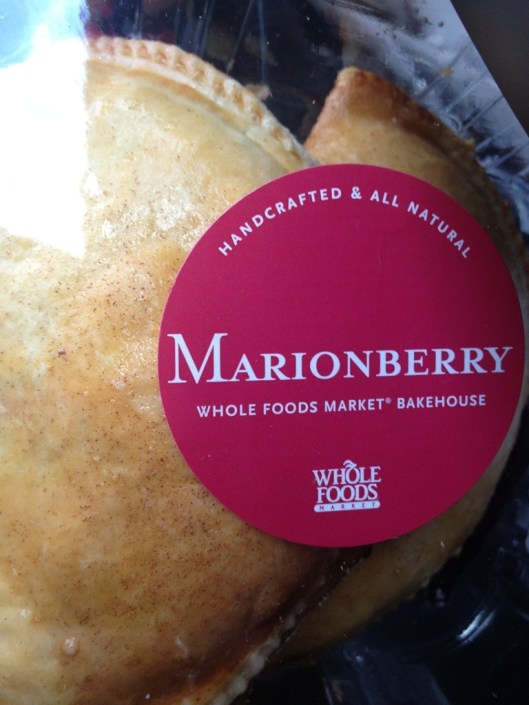 HANDCRAFTED & ALL NATURAL
MARIONBERRY
WHOLE FOODS MARKET® BAKEHOUSE
WHOLE
FOODS
MARKET